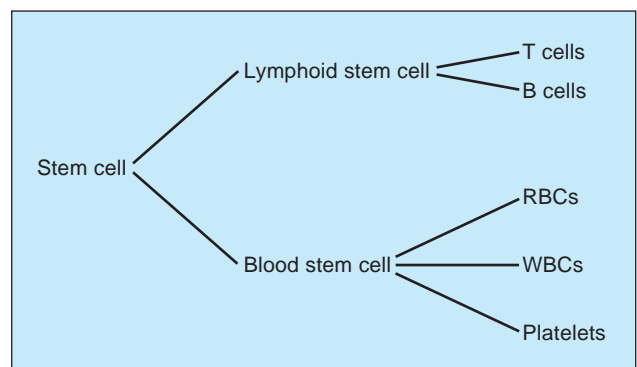 T cells
Lymphoid stem cell
B cells
Stem cell
RBCs
Blood stem cell
WBCs
Platelets